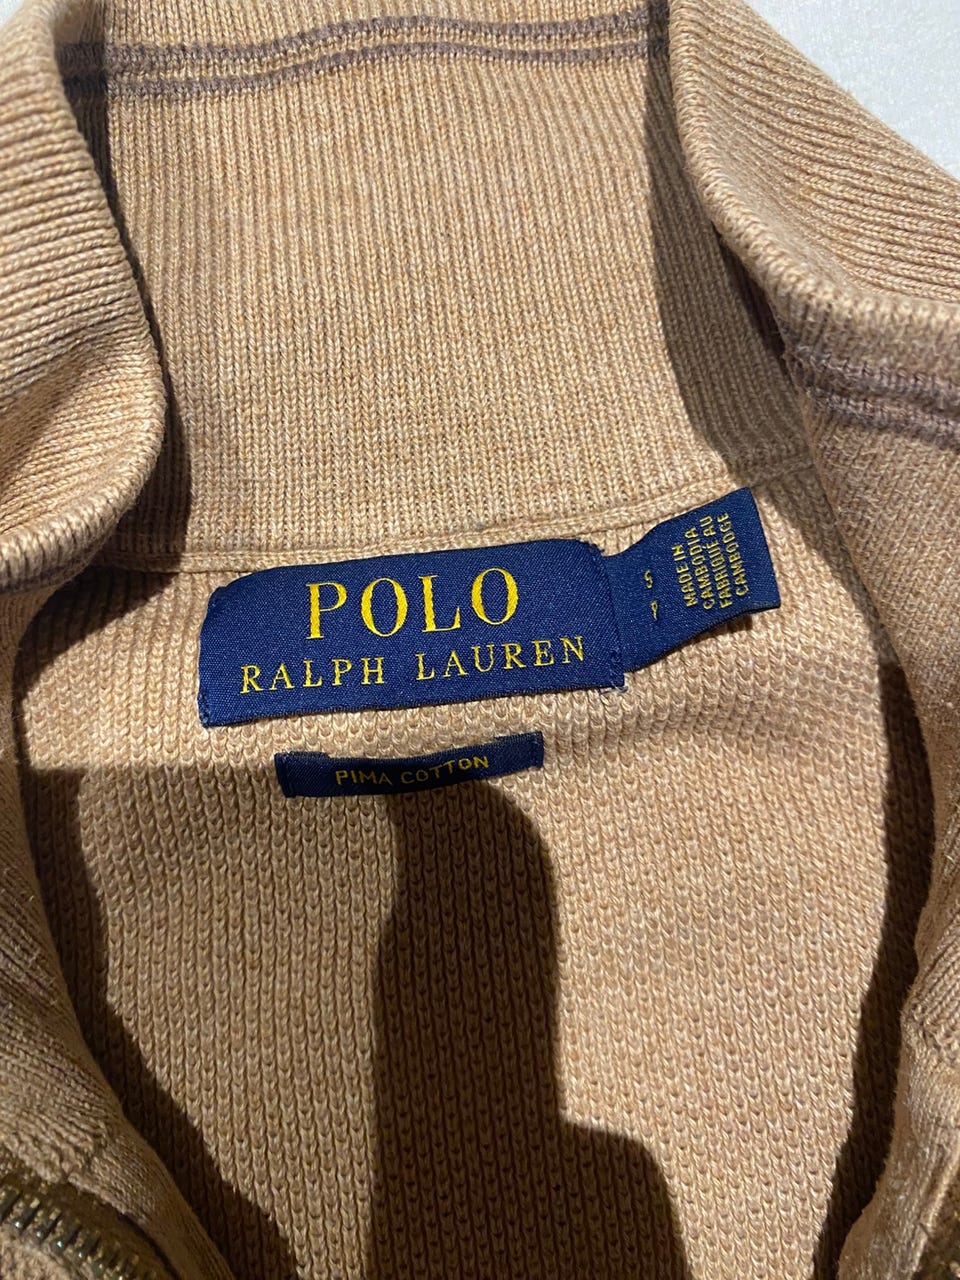 POLO
RALPH LAUREN
S
P
MADE IN
CAMBODIA
FABRIQUÉ AU
CAMBODGE
PIMA COTTON